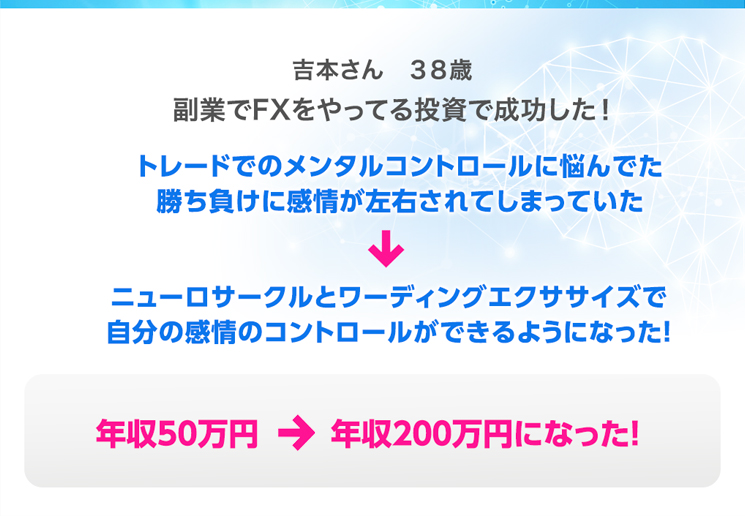 吉本さん　３８歳
副業でFXをやってる投資で成功した！
トレードでのメンタルコントロールに悩んでた
勝ち負けに感情が左右されてしまっていた
ニューロサークルとワーディングエクササイズで
自分の感情のコントロールができるようになった！
年収50万円 → 年収200万円になった！